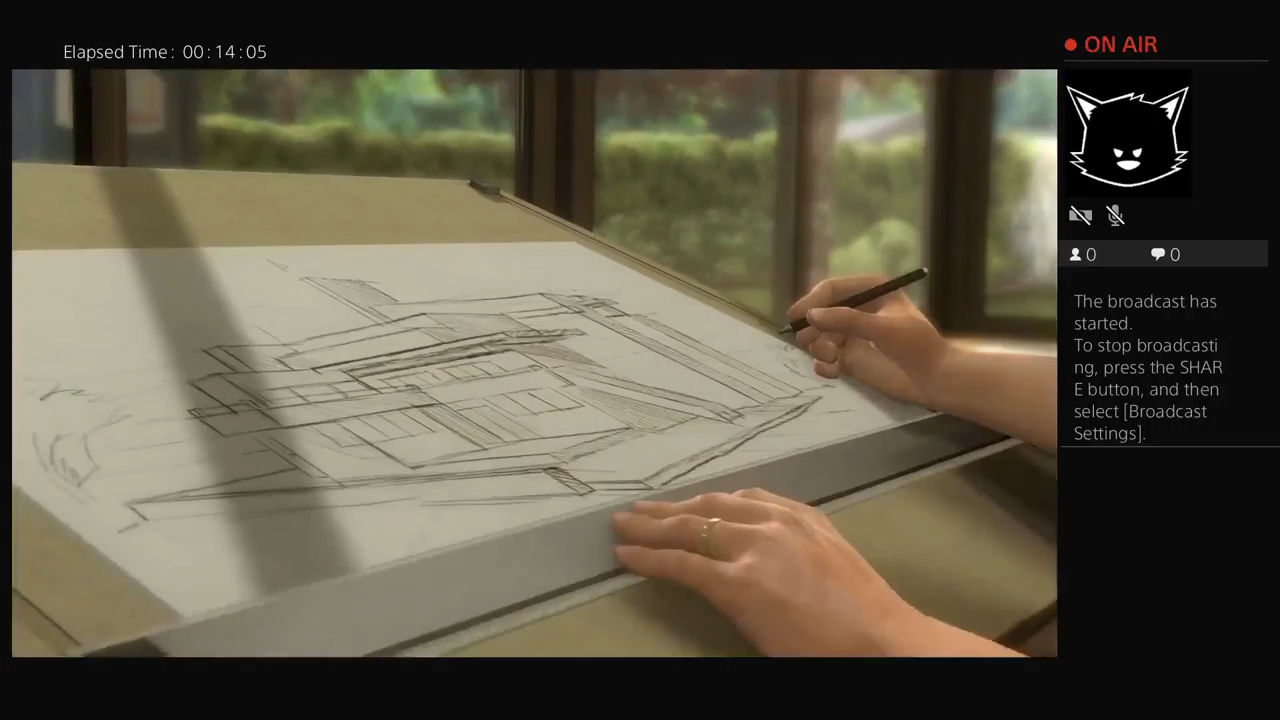 Elapsed Time: 00:14:05
ON AIR
0 0
The broadcast has
started.
To stop broadcasti
ng, press the SHAR
E button, and then
select [Broadcast
Settings].